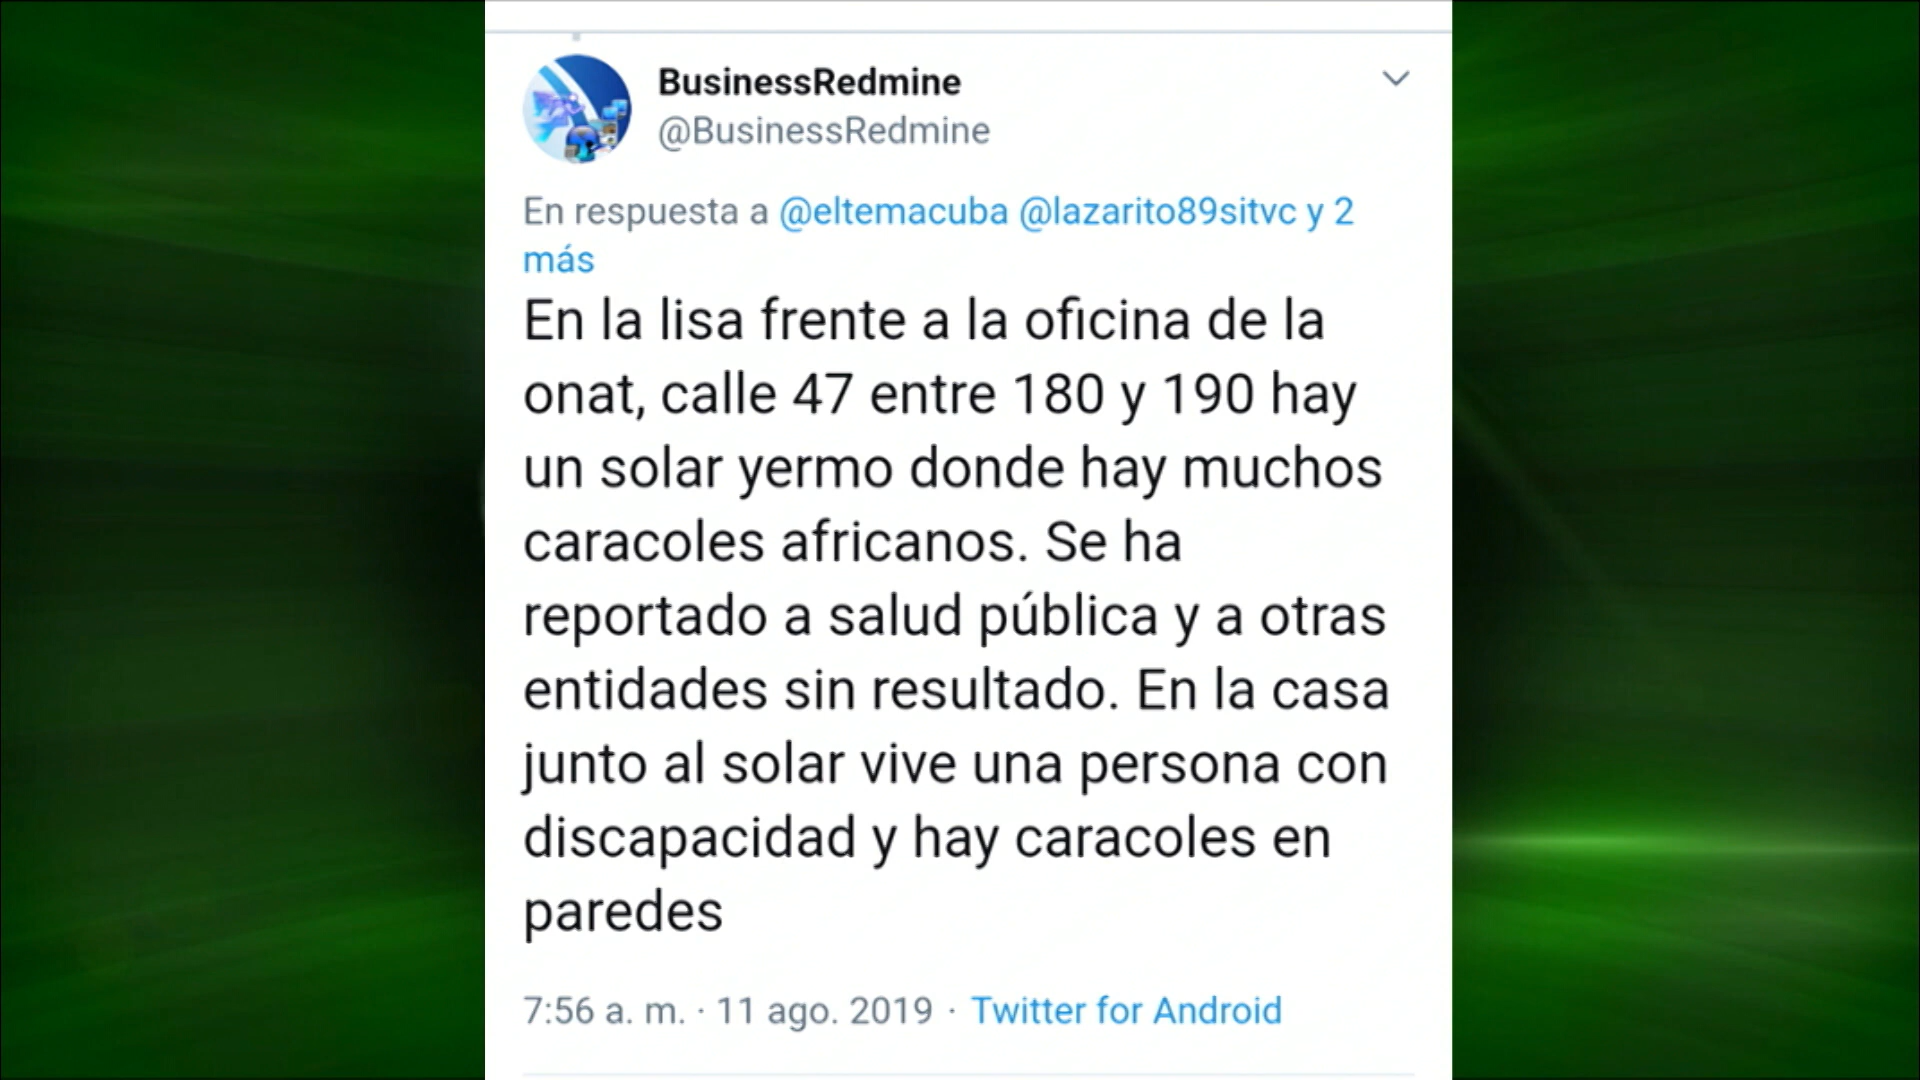 BusinessRedmine
@BusinessRedmine
En respuesta a @eltemacuba @lazarito89sitvc y 2
más
En la lisa frente a la oficina de la
onat, calle 47 entre 180 y 190 hay
un solar yermo donde hay muchos
caracoles africanos. Se ha
reportado a salud pública y a otras
entidades sin resultado. En la casa
junto al solar vive una persona con
discapacidad y hay caracoles en
paredes
7:56 a. m. · 11 ago. 2019 · Twitter for Android